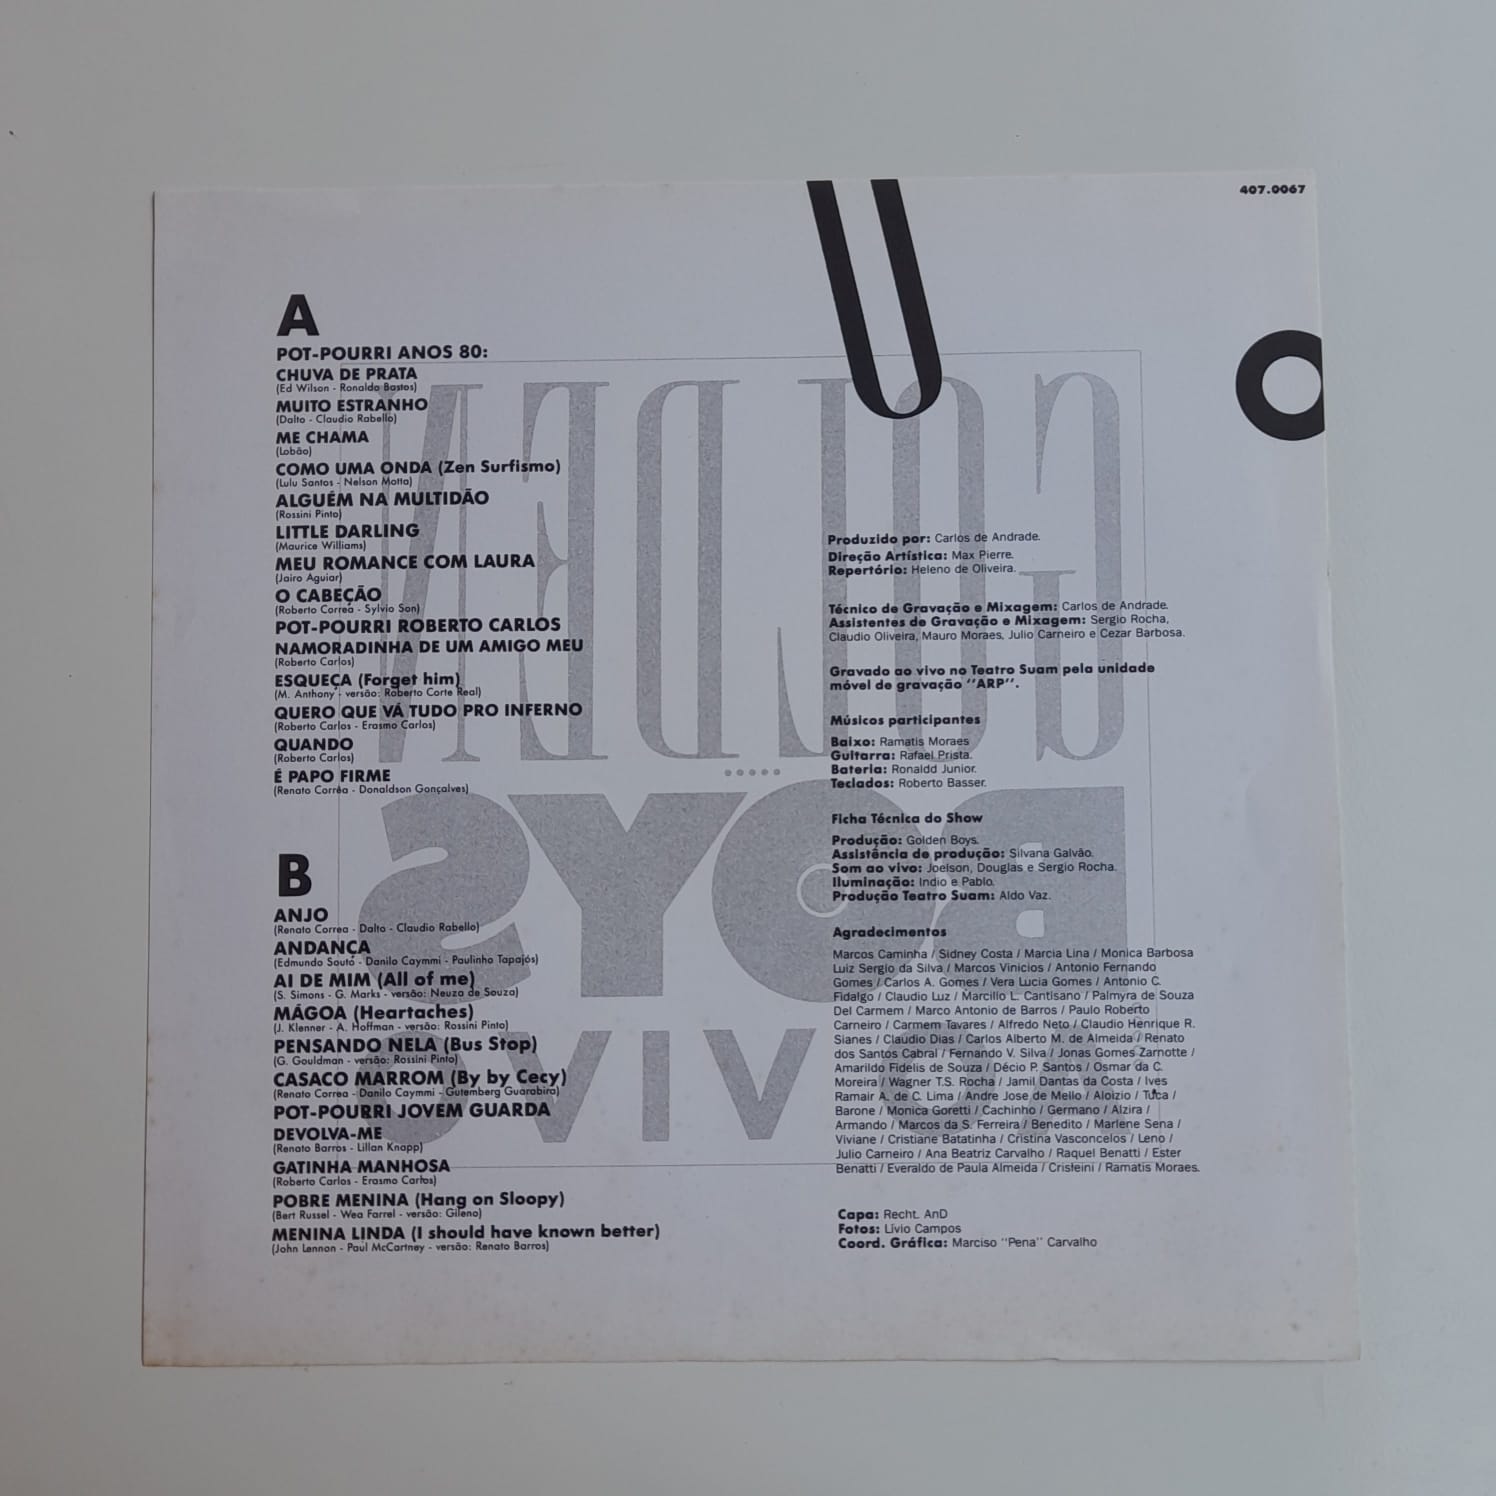 407.0067
U
O
A
POT-POURRI ANOS 80:
CHUVA DE PRATA
(Ed Wilson - Ronaldo Bastos)
MUITO ESTRANHO
(Dalto - Claudio Rabello)
ME CHAMA
(Lobão)
COMO UMA ONDA (Zen Surfismo)
(Lulu Santos - Nelson Motta)
ALGUÉM NA MULTIDÃO
(Rossini Pinto)
LITTLE DARLING
(Maurice Williams)
MEU ROMANCE COM LAURA
(Jairo Aguiar)
O CABEÇÃO
(Roberto Correa - Sylvio Son)
POT-POURRI ROBERTO CARLOS
NAMORADINHA DE UM AMIGO MEU
(Roberto Carlos)
ESQUEÇA (Forget him)
(M. Anthony - versão: Roberto Corte Real)
QUERO QUE VÁ TUDO PRO INFERNO
(Roberto Carlos - Erasmo Carlos)
QUANDO
(Roberto Carlos)
É PAPO FIRME
(Renato Corrêa - Donaldson Gonçalves)
B
ANJO
(Renato Correa - Dalto - Claudio Rabello)
ANDANÇA
(Edmundo Souto - Danilo Caymmi - Paulinho Tapajós)
AI DE MIM (All of me)
(S. Simons - G. Marks - versão: Neuza de Souza)
MÁGOA (Heartaches)
(J. Klenner - A. Hoffman - versão: Rossini Pinto)
PENSANDO NELA (Bus Stop)
(G. Gouldman - versão: Rossini Pinto)
CASACO MARROM (By by Cecy)
(Renato Correa - Danilo Caymmi - Gutemberg Guarabira)
POT-POURRI JOVEM GUARDA
DEVOLVA-ME
(Renato Barros - Lillan Knapp)
GATINHA MANHOSA
(Roberto Carlos - Erasmo Carlos)
POBRE MENINA (Hang on Sloopy)
(Bert Russel - Wea Farrel - versão: Gileno)
MENINA LINDA (I should have known better)
(John Lennon - Paul McCartney - versão: Renato Barros)
Produzido por: Carlos de Andrade.
Direção Artística: Max Pierre.
Repertório: Heleno de Oliveira.
Técnico de Gravação e Mixagem: Carlos de Andrade.
Assistentes de Gravação e Mixagem: Sergio Rocha,
Claudio Oliveira, Mauro Moraes, Julio Carneiro e Cezar Barbosa.
Gravado ao vivo no Teatro Suam pela unidade
móvel de gravação "ARP".
Músicos participantes
Baixo: Ramatis Moraes
Guitarra: Rafael Prista.
Bateria: Ronaldd Junior.
Teclados: Roberto Basser.
Ficha Técnica do Show
Produção: Golden Boys.
Assistência de produção: Silvana Galvão.
Som ao vivo: Joelson, Douglas e Sergio Rocha.
Iluminação: Indio e Pablo.
Produção Teatro Suam: Aldo Vaz.
Agradecimentos
Marcos Caminha / Sidney Costa / Marcia Lina / Monica Barbosa
Luiz Sergio da Silva / Marcos Vinicios / Antonio Fernando
Gomes / Carlos A. Gomes / Vera Lucia Gomes / Antonio C.
Fidalgo / Claudio Luz / Marcilio L. Cantisano / Palmyra de Souza
Del Carmem / Marco Antonio de Barros / Paulo Roberto
Carneiro / Carmem Tavares / Alfredo Neto / Claudio Henrique R.
Sianes / Claudio Dias / Carlos Alberto M. de Almeida / Renato
dos Santos Cabral / Fernando V. Silva / Jonas Gomes Zarnotte /
Amarildo Fidelis de Souza / Décio P. Santos / Osmar da C.
Moreira / Wagner T.S. Rocha / Jamil Dantas da Costa / Ives
Ramair A. de C. Lima / Andre Jose de Mello / Aloizio / Tuca /
Barone / Monica Goretti / Cachinho / Germano / Alzira /
Armando / Marcos da S. Ferreira / Benedito / Marlene Sena /
Viviane / Cristiane Batatinha / Cristina Vasconcelos / Leno /
Julio Carneiro / Ana Beatriz Carvalho / Raquel Benatti / Ester
Benatti / Everaldo de Paula Almeida / Cristeini / Ramatis Moraes.
Capa: Recht. AnD
Fotos: Lívio Campos
Coord. Gráfica: Marciso "Pena" Carvalho
GOLDEN
BOYS
AO VIVO